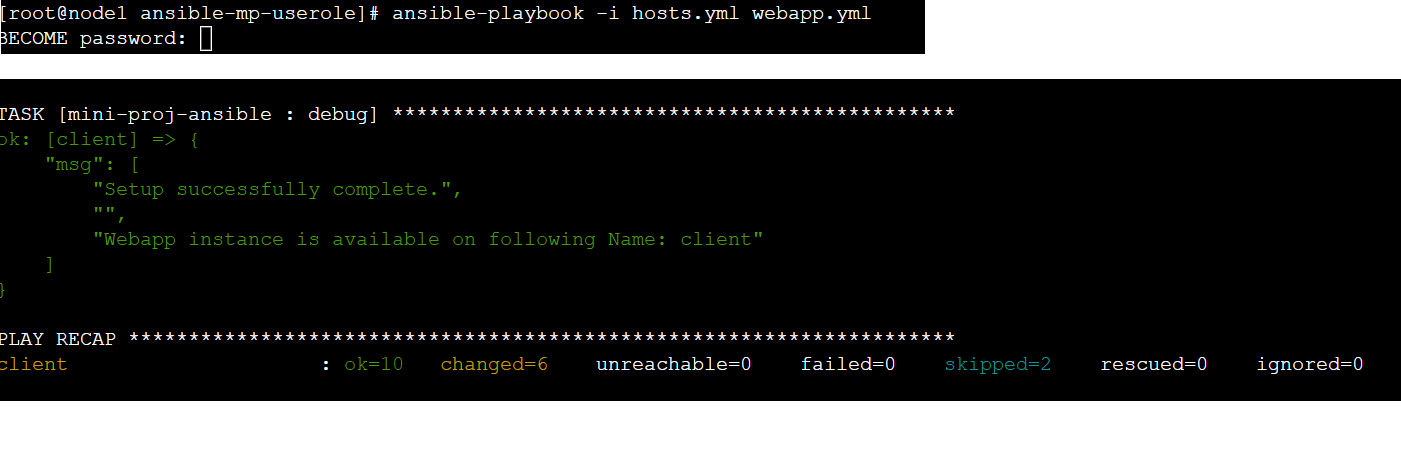 [root@node1 ansible-mp-userole]# ansible-playbook -i hosts.yml webapp.yml
BECOME password:
TASK [mini-proj-ansible : debug] ***********************************************
ok: [client] => {
    "msg": [
        "Setup successfully complete.",
        "",
        "Webapp instance is available on following Name: client"
    ]
}
PLAY RECAP *********************************************************************
client                     : ok=10   changed=6    unreachable=0    failed=0    skipped=2    rescued=0    ignored=0